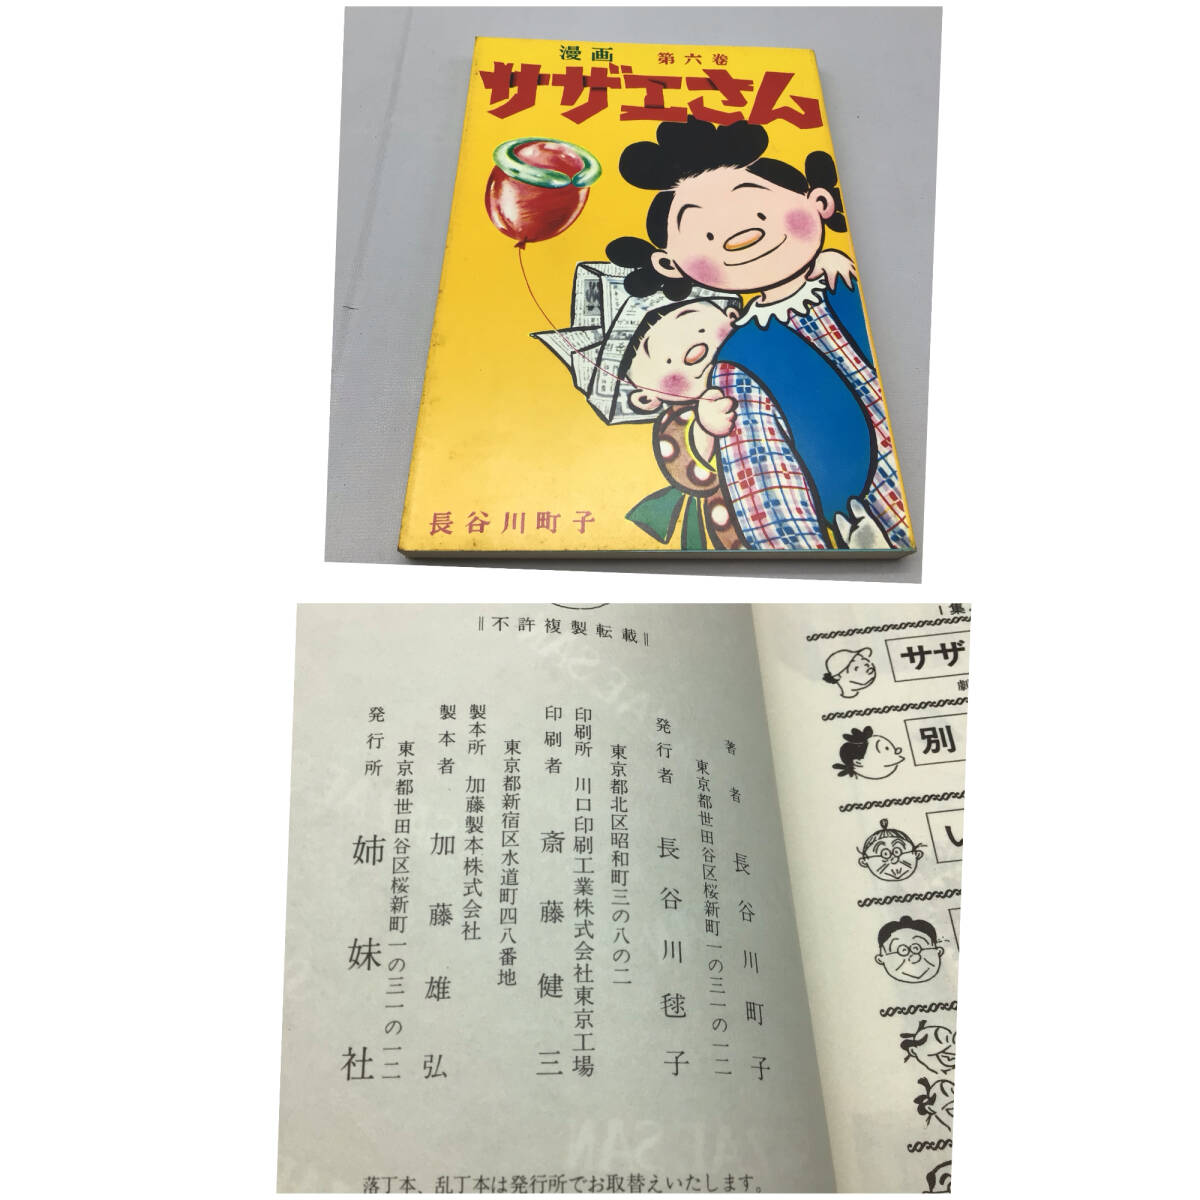 漫画 第六巻
サザエさん
長谷川町子
不許複製転載
著者 長谷川町子
東京都世田谷区桜新町一の三一の一二
発行者 長谷川毬子
東京都北区昭和町三の八の二
印刷所 川口印刷工業株式会社東京工場
印刷者 斎藤健三
東京都新宿区水道町四八番地
製本所 加藤製本株式会社
製本者 加藤雄弘
東京都世田谷区桜新町一の三一の一二
発行所 姉妹社
落丁本、乱丁本は発行所でお取替えいたします。
サザ
別
い